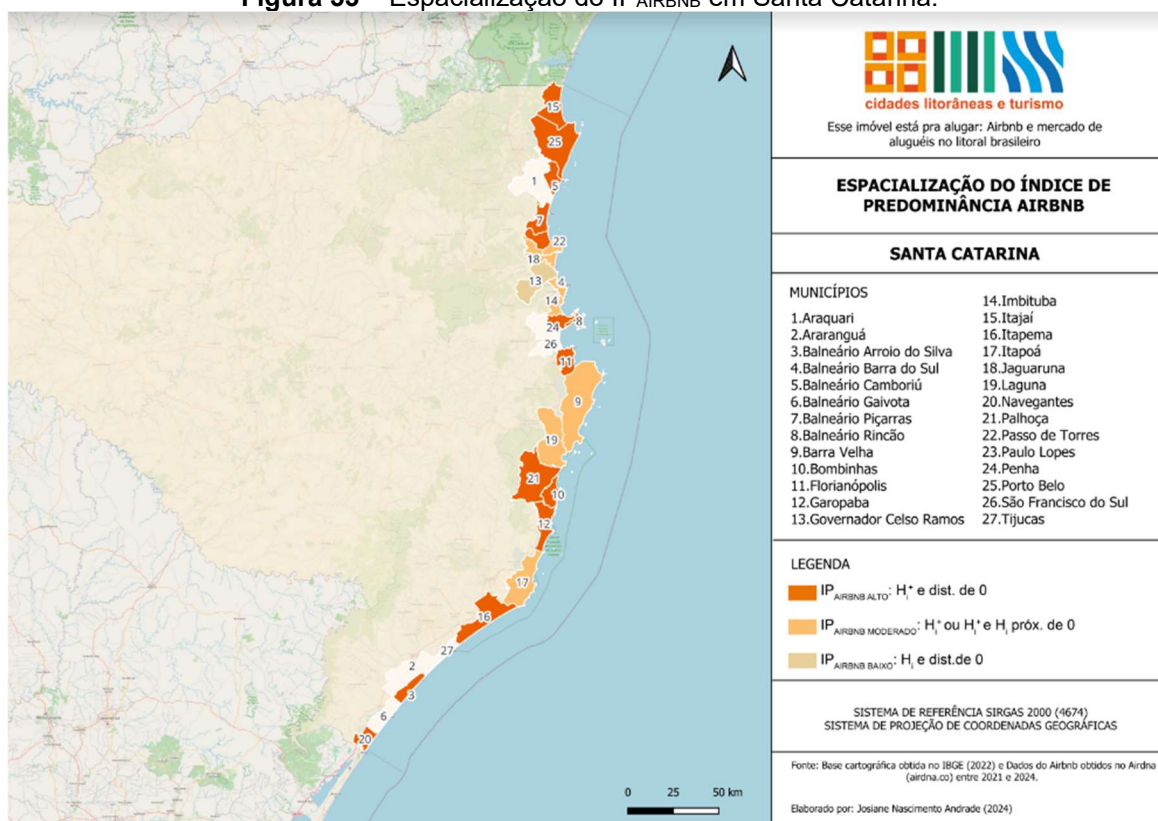 Figura 53 – Espacialização do IP AIRBNB em Santa Catarina.
15
25
1
5
7
22
18
13
4
14
8
24
26
11
9
19
21
10
12
17
16
27
2
3
6
20
0 25 50 km
cidades litorâneas e turismo
Esse imóvel está pra alugar: Airbnb e mercado de
aluguéis no litoral brasileiro
ESPACIALIZAÇÃO DO ÍNDICE DE
PREDOMINÂNCIA AIRBNB
SANTA CATARINA
MUNICÍPIOS
1.Araquari
2.Araranguá
3.Balneário Arroio do Silva
4.Balneário Barra do Sul
5.Balneário Camboriú
6.Balneário Gaivota
7.Balneário Piçarras
8.Balneário Rincão
9.Barra Velha
10.Bombinhas
11.Florianópolis
12.Garopaba
13.Governador Celso Ramos
14.Imbituba
15.Itajaí
16.Itapema
17.Itapoá
18.Jaguaruna
19.Laguna
20.Navegantes
21.Palhoça
22.Passo de Torres
23.Paulo Lopes
24.Penha
25.Porto Belo
26.São Francisco do Sul
27.Tijucas
LEGENDA
IP AIRBNB ALTO: Hi+ e dist. de 0
IP AIRBNB MODERADO: Hi+ ou Hi+ e Hi próx. de 0
IP AIRBNB BAIXO: Hi e dist.de 0
SISTEMA DE REFERÊNCIA SIRGAS 2000 (4674)
SISTEMA DE PROJEÇÃO DE COORDENADAS GEOGRÁFICAS
Fonte: Base cartográfica obtida no IBGE (2022) e Dados do Airbnb obtidos no Airdna
(airdna.co) entre 2021 e 2024.
Elaborado por: Josiane Nascimento Andrade (2024)